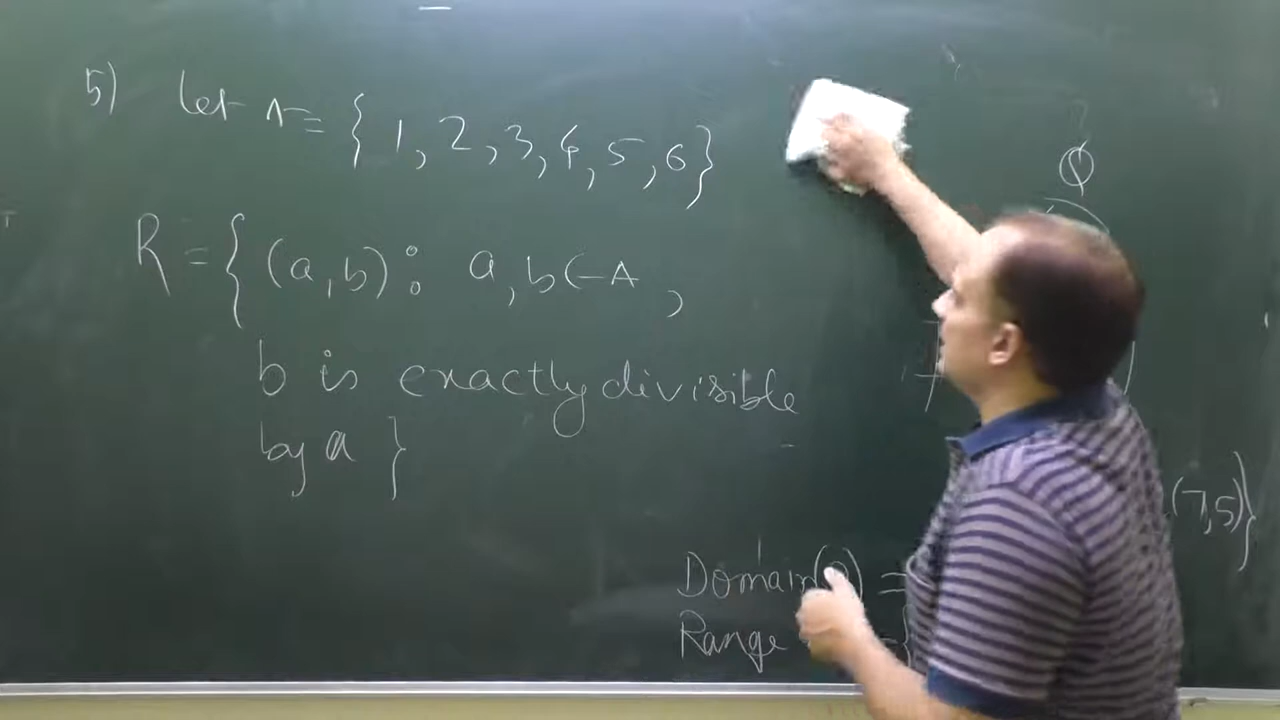 5) let A = { 1, 2, 3, 4, 5, 6 }
R = { (a, b) : a, b ∈ A ,
b is exactly divisible
by a }
φ
(7,5)}
Domain( ) =
Range = {